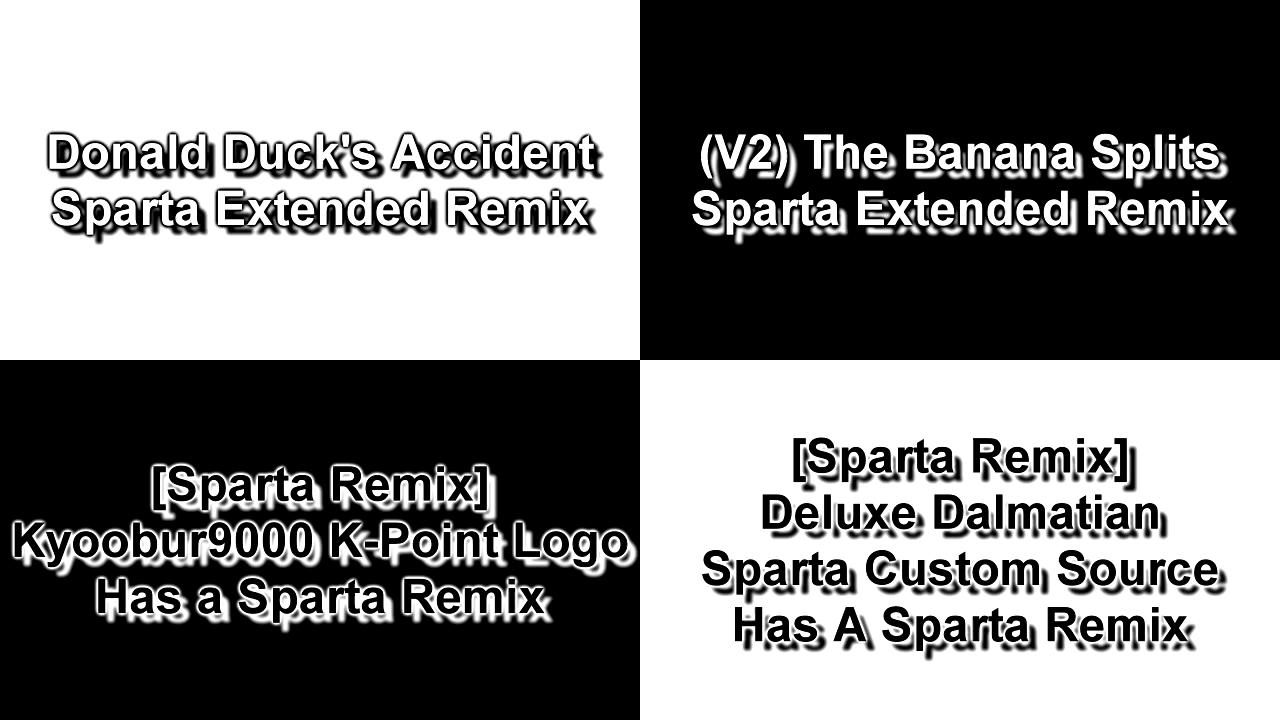 Donald Duck's Accident
Sparta Extended Remix
(V2) The Banana Splits
Sparta Extended Remix
[Sparta Remix]
Kyoobur9000 K-Point Logo
Has a Sparta Remix
[Sparta Remix]
Deluxe Dalmatian
Sparta Custom Source
Has A Sparta Remix